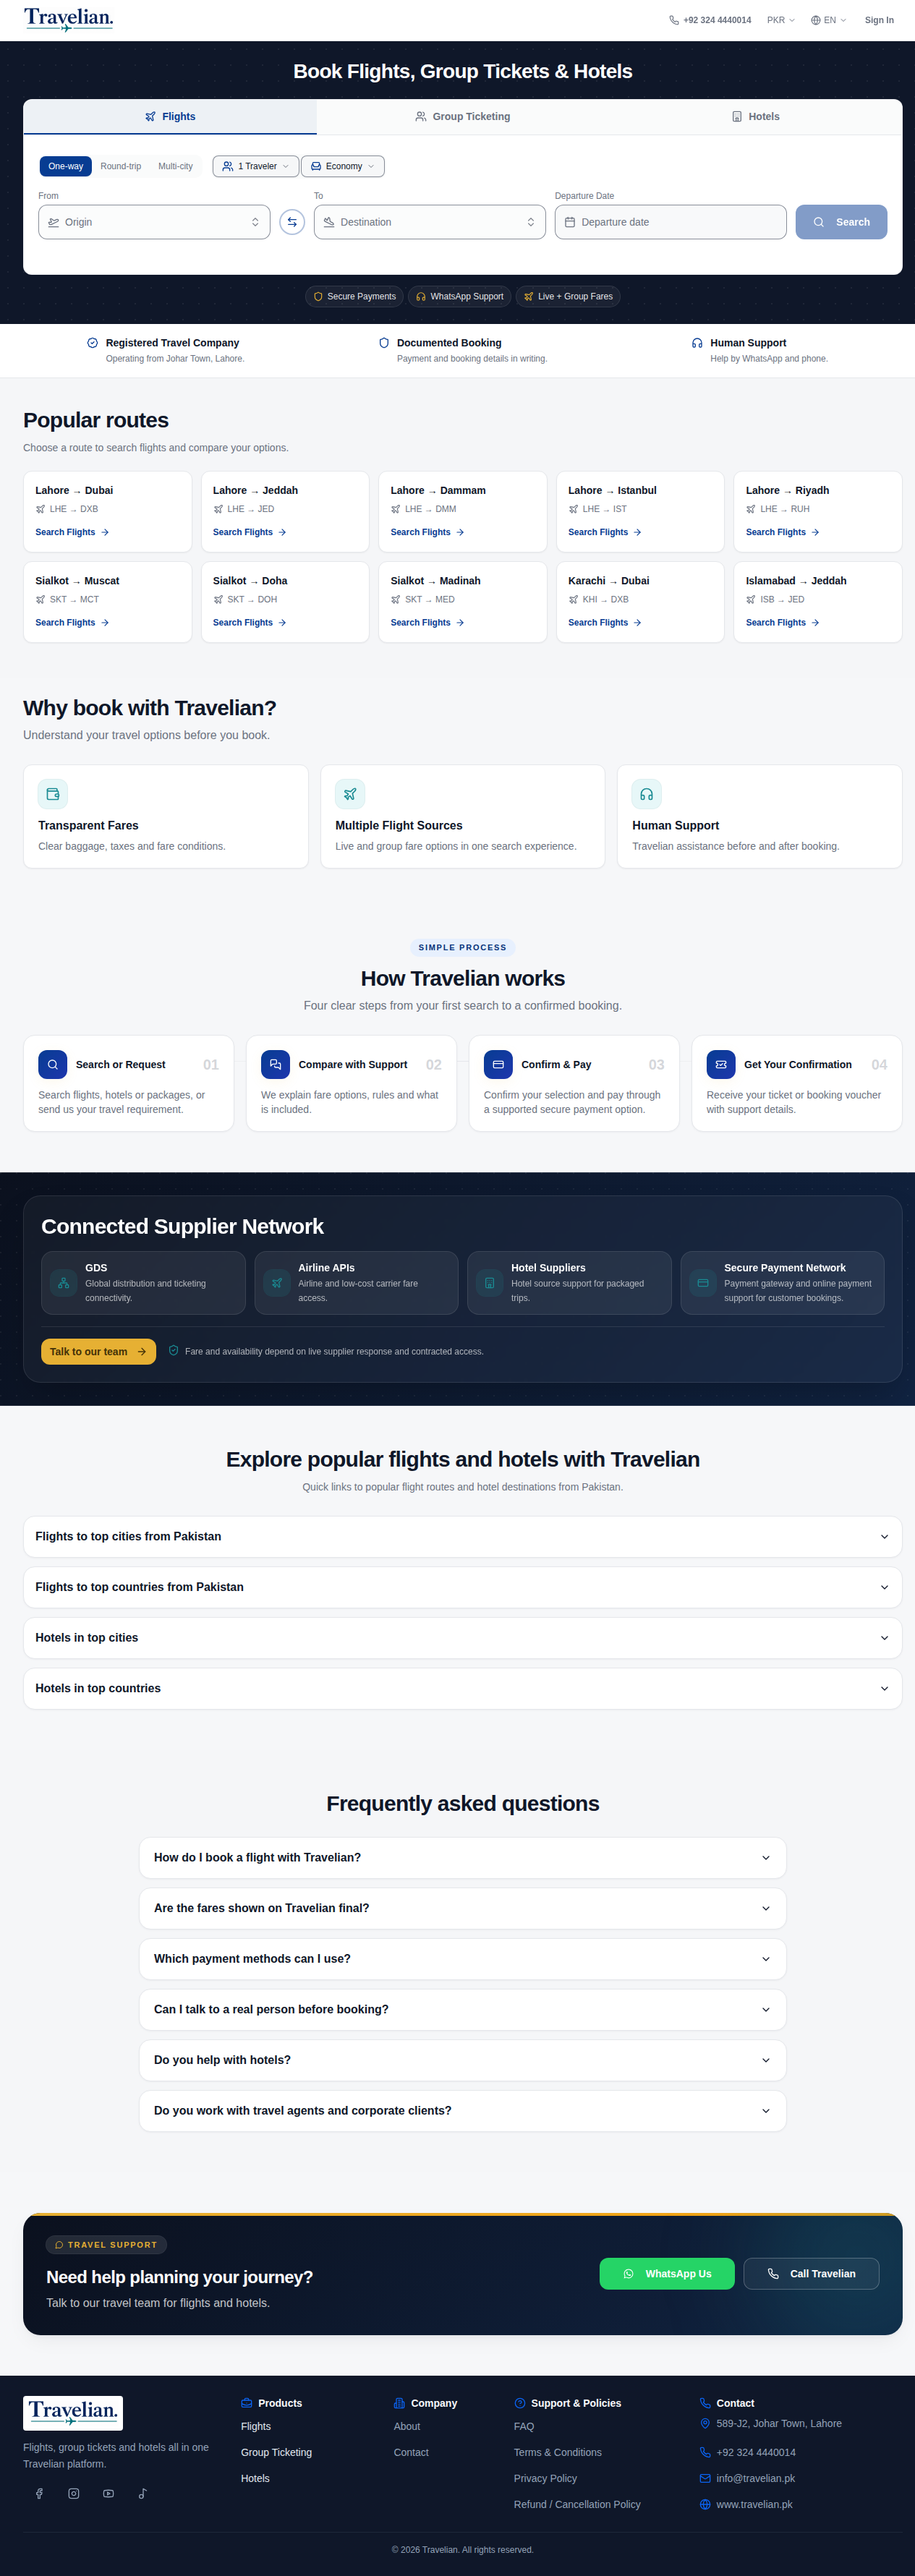 Travelian.
+92 324 4440014 PKR EN Sign In
Book Flights, Group Tickets & Hotels
Flights Group Ticketing Hotels
One-way Round-trip Multi-city 1 Traveler Economy
From To Departure Date
Origin Destination Departure date Search
Secure Payments WhatsApp Support Live + Group Fares
Registered Travel Company Documented Booking Human Support
Operating from Johar Town, Lahore. Payment and booking details in writing. Help by WhatsApp and phone.
Popular routes
Choose a route to search flights and compare your options.
Lahore → Dubai Lahore → Jeddah Lahore → Dammam Lahore → Istanbul Lahore → Riyadh
LHE → DXB LHE → JED LHE → DMM LHE → IST LHE → RUH
Search Flights → Search Flights → Search Flights → Search Flights → Search Flights →
Sialkot → Muscat Sialkot → Doha Sialkot → Madinah Karachi → Dubai Islamabad → Jeddah
SKT → MCT SKT → DOH SKT → MED KHI → DXB ISB → JED
Search Flights → Search Flights → Search Flights → Search Flights → Search Flights →
Why book with Travelian?
Understand your travel options before you book.
Transparent Fares Multiple Flight Sources Human Support
Clear baggage, taxes and fare conditions. Live and group fare options in one search experience. Travelian assistance before and after booking.
SIMPLE PROCESS
How Travelian works
Four clear steps from your first search to a confirmed booking.
Search or Request 01 Compare with Support 02 Confirm & Pay 03 Get Your Confirmation 04
Search flights, hotels or packages, or We explain fare options, rules and what Confirm your selection and pay through Receive your ticket or booking voucher
send us your travel requirement. is included. a supported secure payment option. with support details.
Connected Supplier Network
GDS Airline APIs Hotel Suppliers Secure Payment Network
Global distribution and ticketing Airline and low-cost carrier fare Hotel source support for packaged Payment gateway and online payment
connectivity. access. trips. support for customer bookings.
Talk to our team → Fare and availability depend on live supplier response and contracted access.
Explore popular flights and hotels with Travelian
Quick links to popular flight routes and hotel destinations from Pakistan.
Flights to top cities from Pakistan
Flights to top countries from Pakistan
Hotels in top cities
Hotels in top countries
Frequently asked questions
How do I book a flight with Travelian?
Are the fares shown on Travelian final?
Which payment methods can I use?
Can I talk to a real person before booking?
Do you help with hotels?
Do you work with travel agents and corporate clients?
TRAVEL SUPPORT
Need help planning your journey?
Talk to our travel team for flights and hotels.
WhatsApp Us Call Travelian
Travelian.
Flights, group tickets and hotels all in one
Travelian platform.
Products
Flights
Group Ticketing
Hotels
Company
About
Contact
Support & Policies
FAQ
Terms & Conditions
Privacy Policy
Refund / Cancellation Policy
Contact
589-J2, Johar Town, Lahore
+92 324 4440014
info@travelian.pk
www.travelian.pk
© 2026 Travelian. All rights reserved.